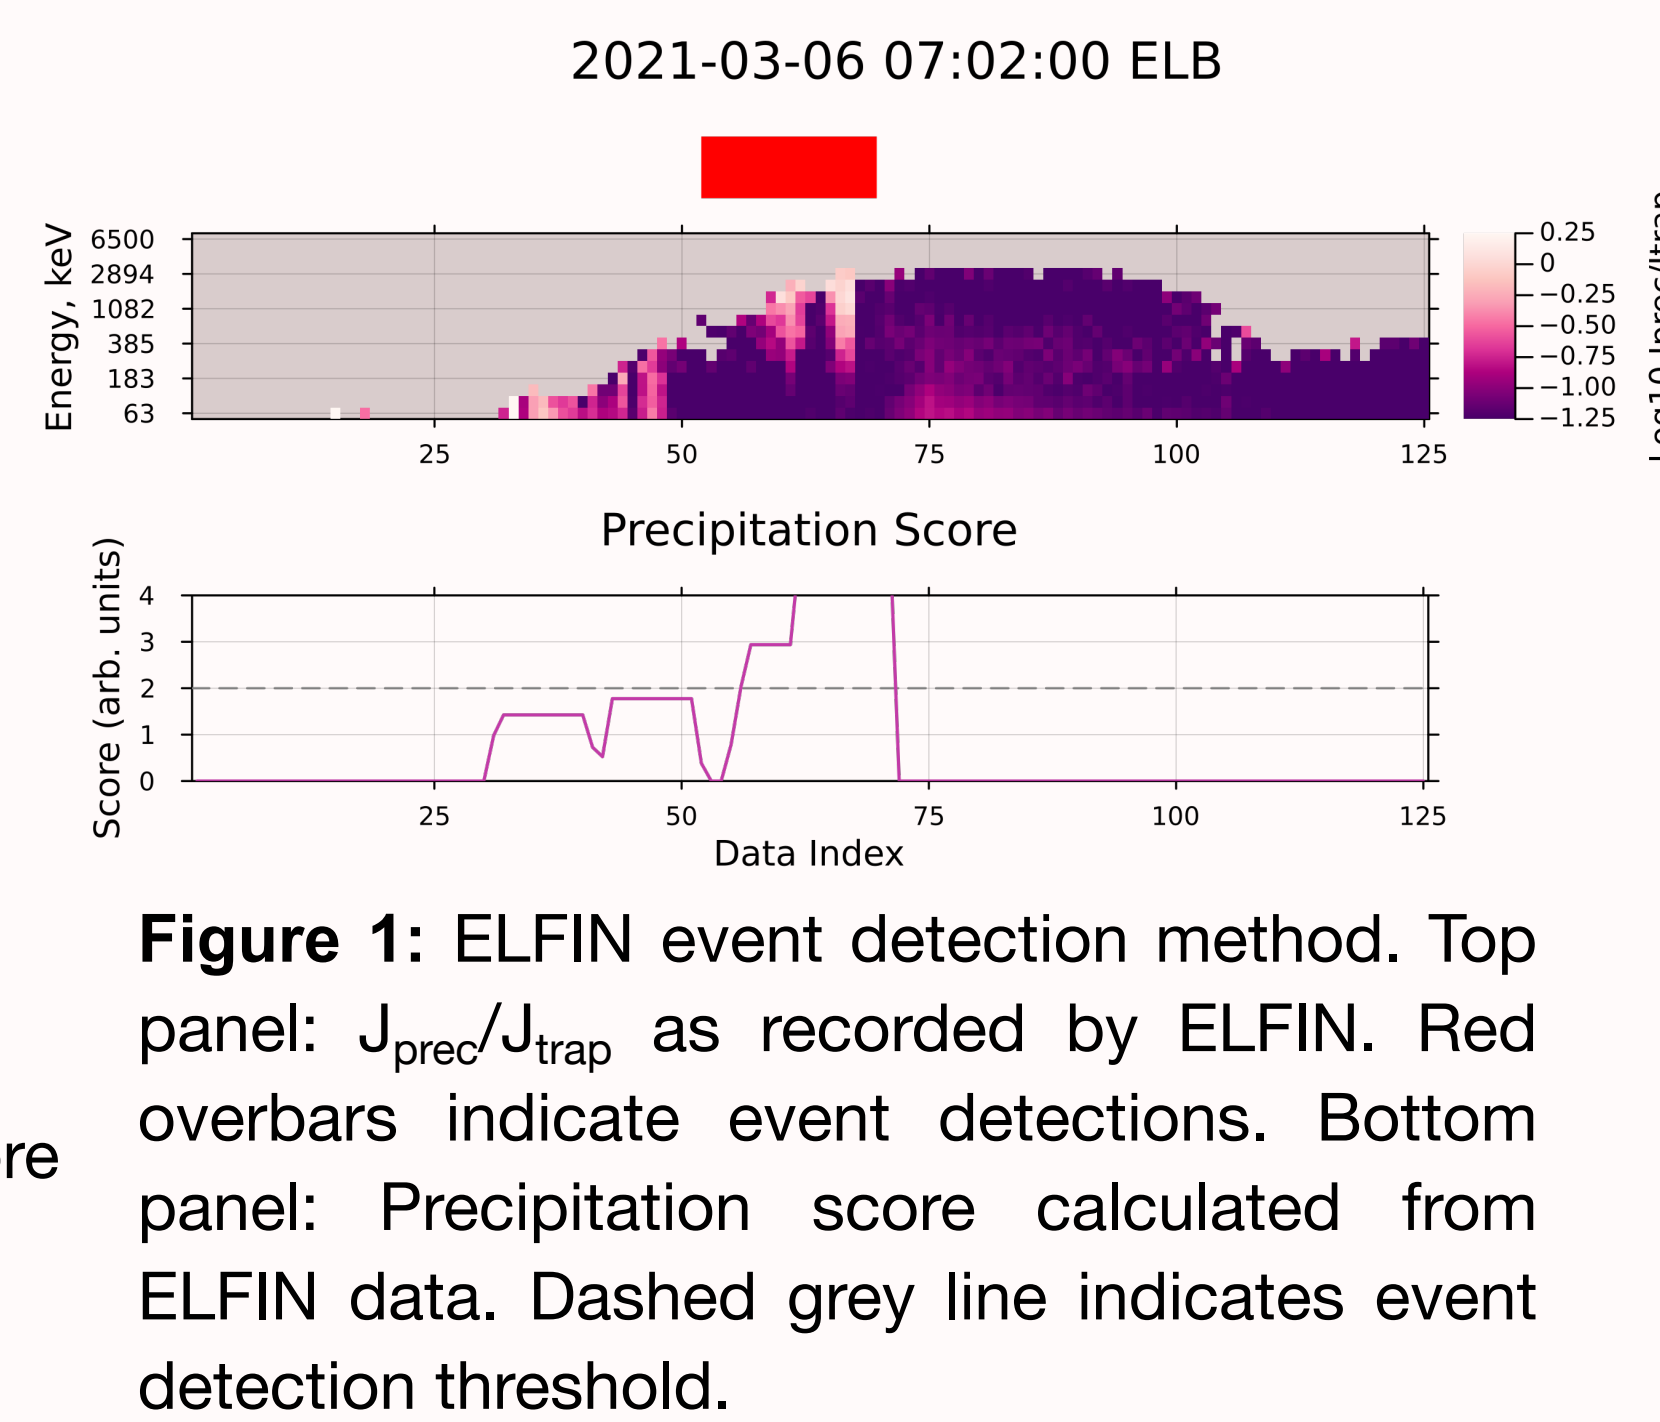 2021-03-06 07:02:00 ELB
Energy, keV
6500
2894
1082
385
183
63
25 50 75 100 125
0.25
0
−0.25
−0.50
−0.75
−1.00
−1.25
Precipitation Score
Score (arb. units)
4
3
2
1
0
25 50 75 100 125
Data Index
Figure 1: ELFIN event detection method. Top
panel: Jprec/Jtrap as recorded by ELFIN. Red
overbars indicate event detections. Bottom
panel: Precipitation score calculated from
ELFIN data. Dashed grey line indicates event
detection threshold.